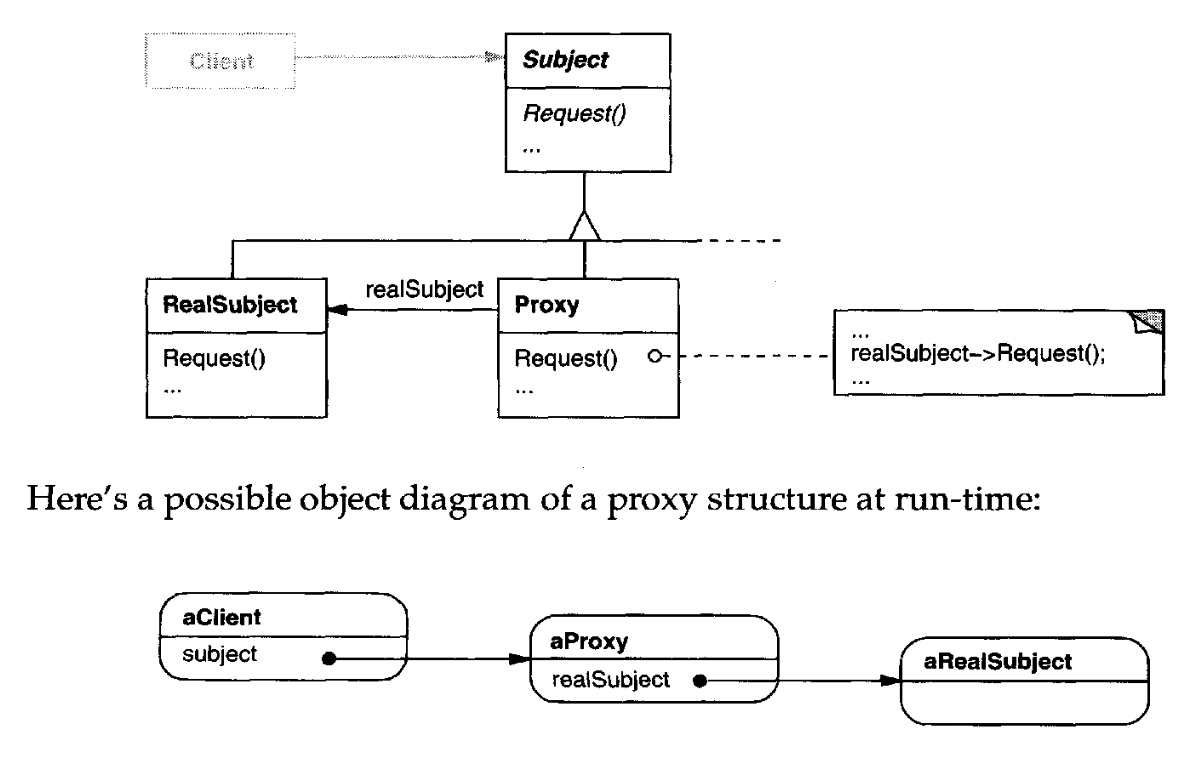 Client
Subject
Request()
...
realSubject
RealSubject
Request()
...
Proxy
Request()
...
...
realSubject->Request();
...
Here's a possible object diagram of a proxy structure at run-time:
aClient
subject
aProxy
realSubject
aRealSubject